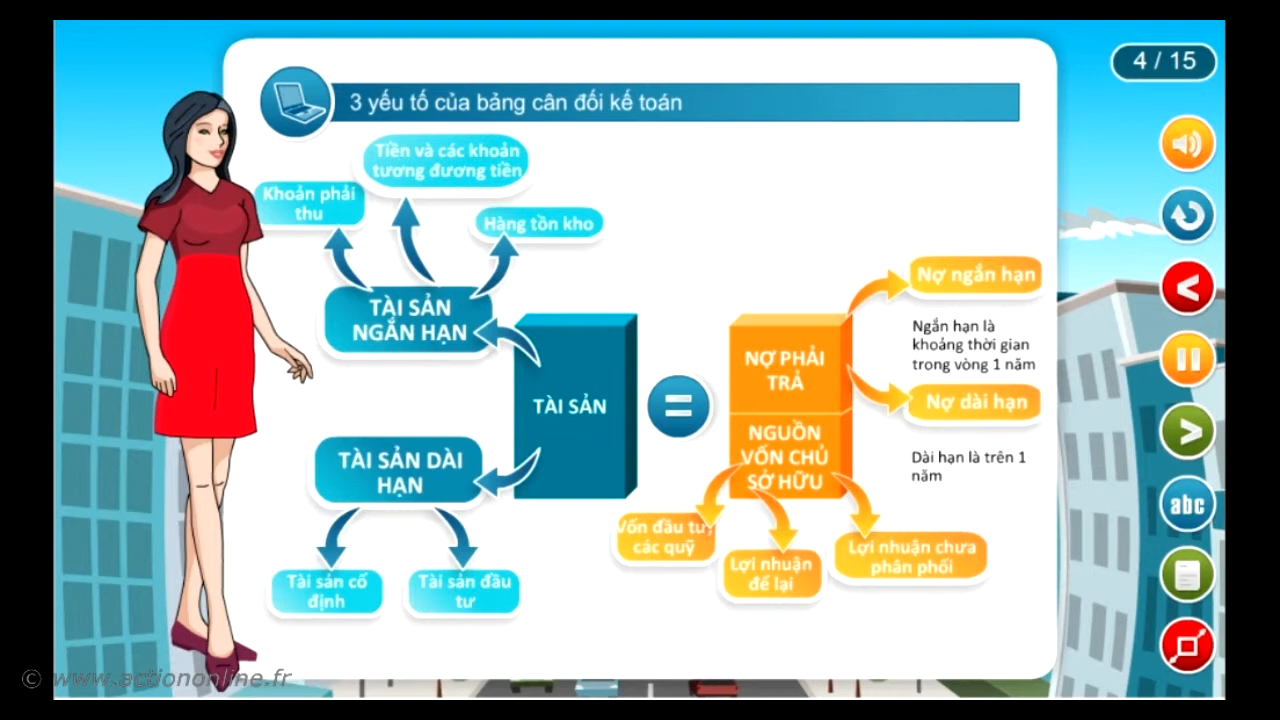 4 / 15
3 yếu tố của bảng cân đối kế toán
Tiền và các khoản
tương đương tiền
Khoản phải
thu
Hàng tồn kho
TÀI SẢN
NGẮN HẠN
TÀI SẢN
TÀI SẢN DÀI
HẠN
Tài sản cố
định
Tài sản đầu
tư
=
NỢ PHẢI
TRẢ
NGUỒN
VỐN CHỦ
SỞ HỮU
Nợ ngắn hạn
Ngắn hạn là
khoảng thời gian
trong vòng 1 năm
Nợ dài hạn
Dài hạn là trên 1
năm
Vốn đầu tư,
các quỹ
Lợi nhuận
để lại
Lợi nhuận chưa
phân phối
abc
© www.actiononline.fr